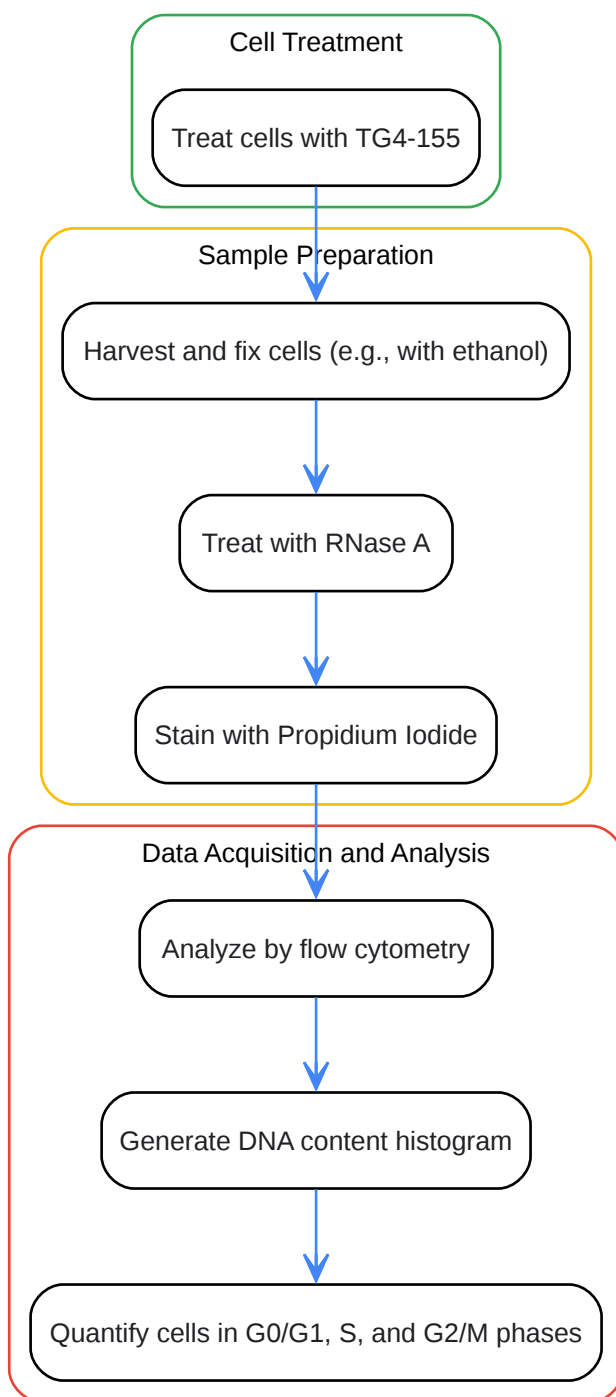 Cell Treatment
Treat cells with TG4-155
Sample Preparation
Harvest and fix cells (e.g., with ethanol)
Treat with RNase A
Stain with Propidium Iodide
Data Acquisition and Analysis
Analyze by flow cytometry
Generate DNA content histogram
Quantify cells in G0/G1, S, and G2/M phases